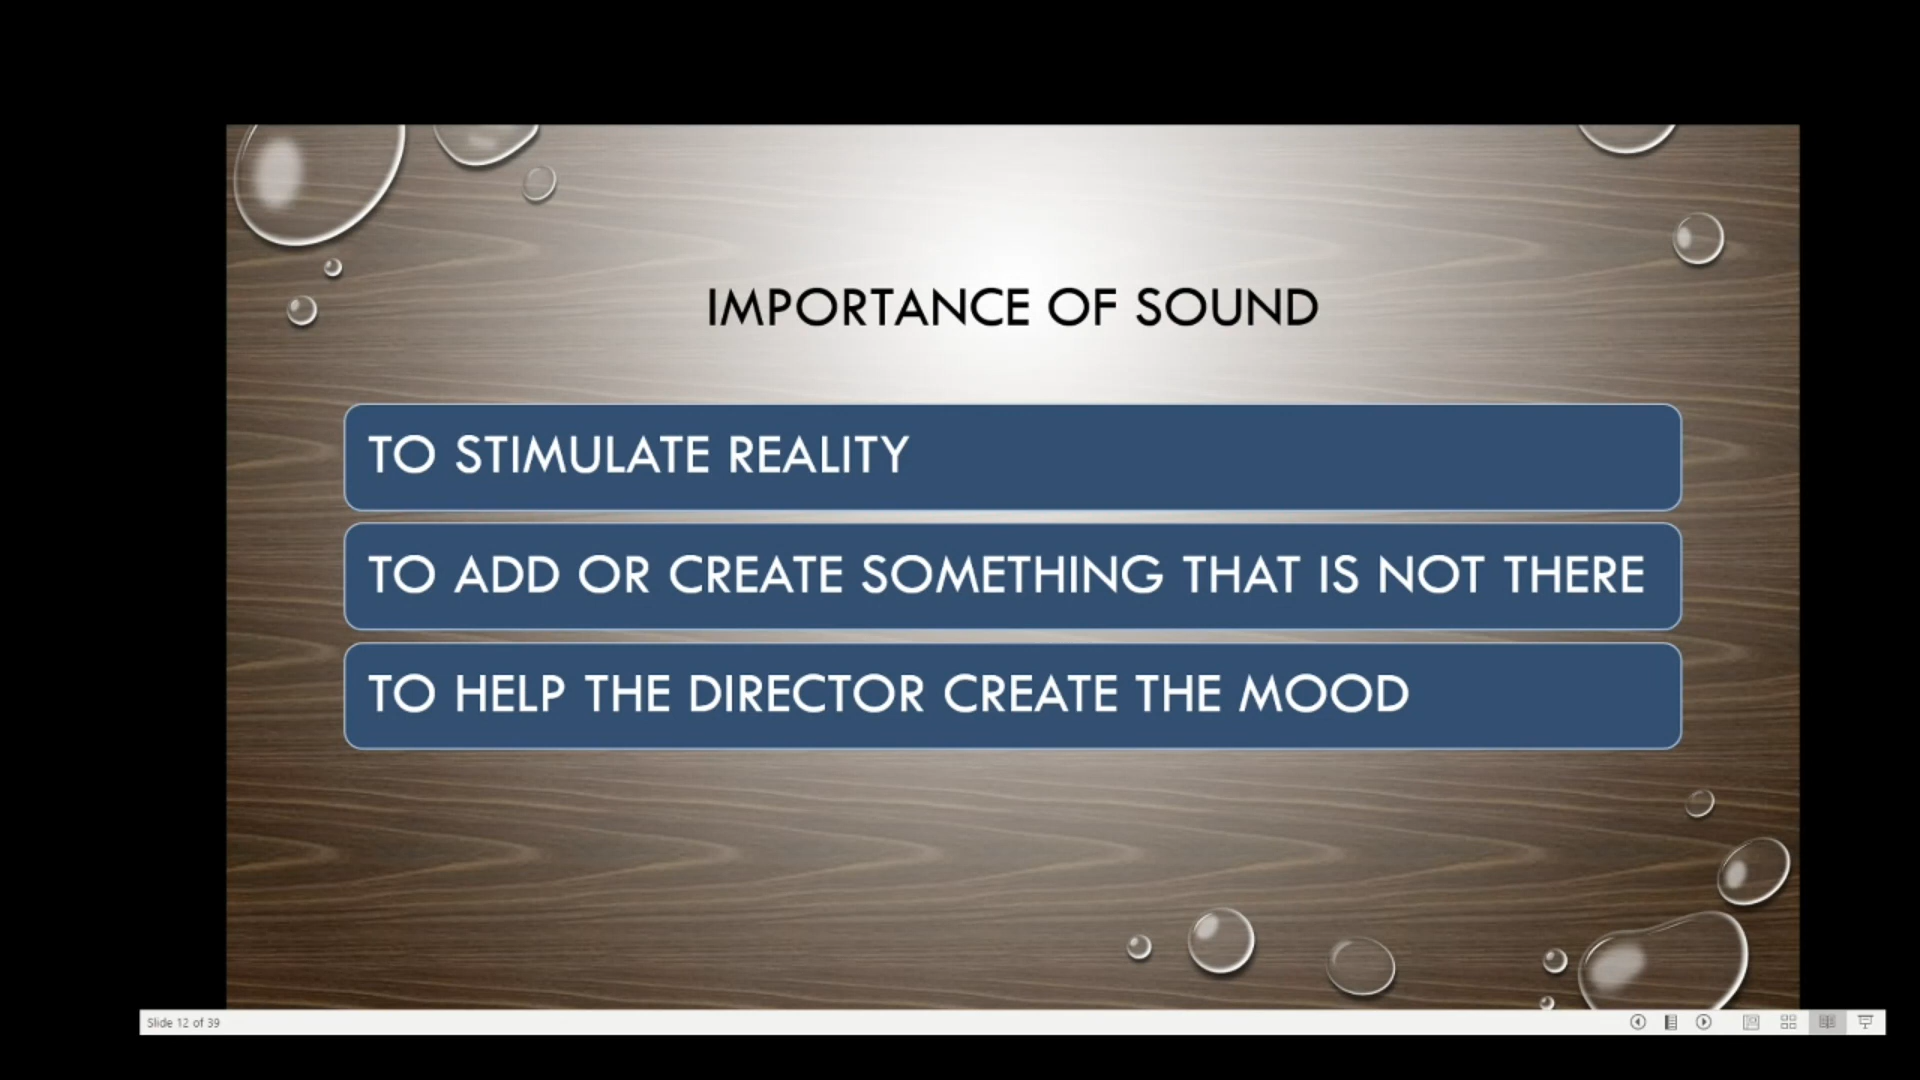 IMPORTANCE OF SOUND
TO STIMULATE REALITY
TO ADD OR CREATE SOMETHING THAT IS NOT THERE
TO HELP THE DIRECTOR CREATE THE MOOD
Slide 12 of 39